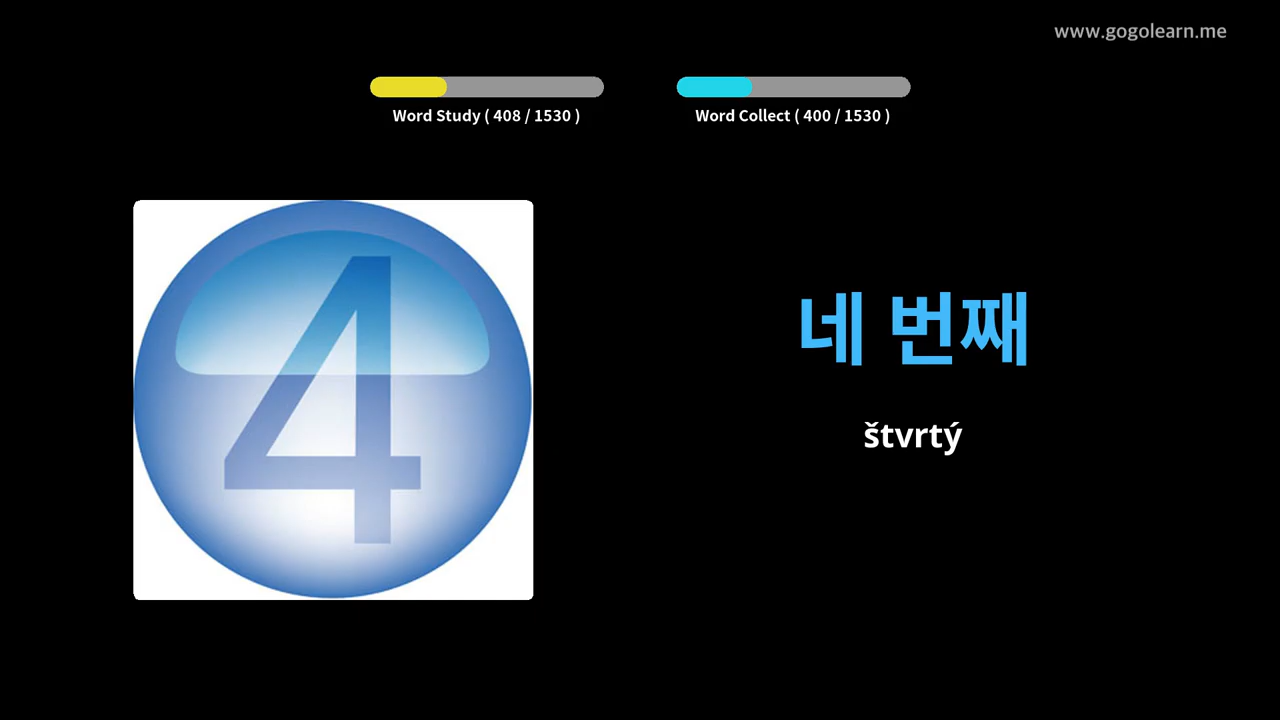 www.gogolearn.me
Word Study ( 408 / 1530 )
Word Collect ( 400 / 1530 )
4
네 번째
štvrtý